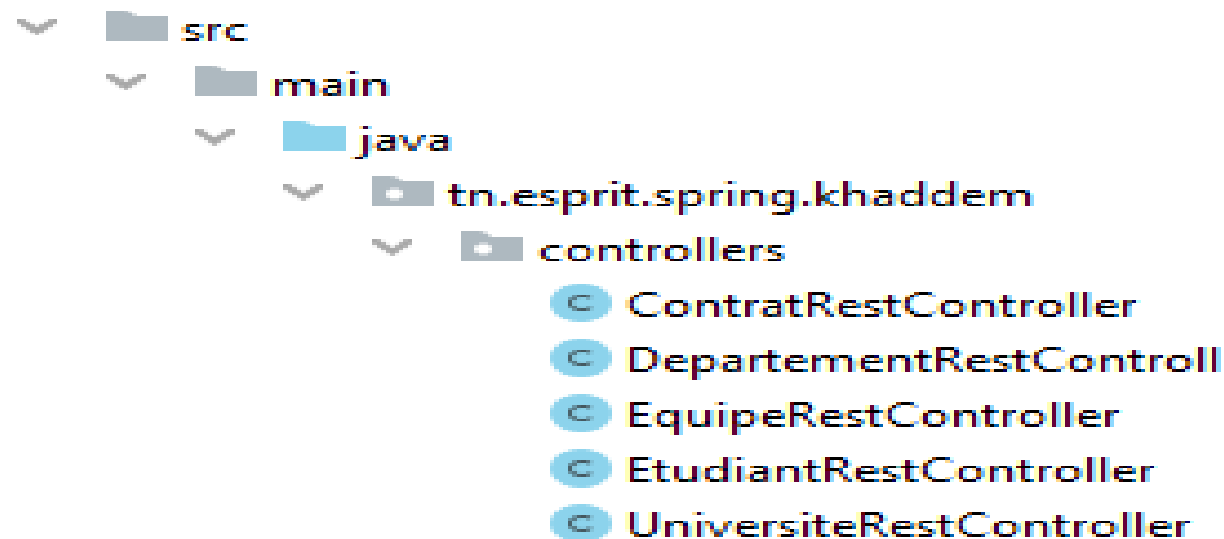 src
main
java
tn.esprit.spring.khaddem
controllers
C ContratRestController
C DepartementRestControll
C EquipeRestController
C EtudiantRestController
C UniversiteRestController